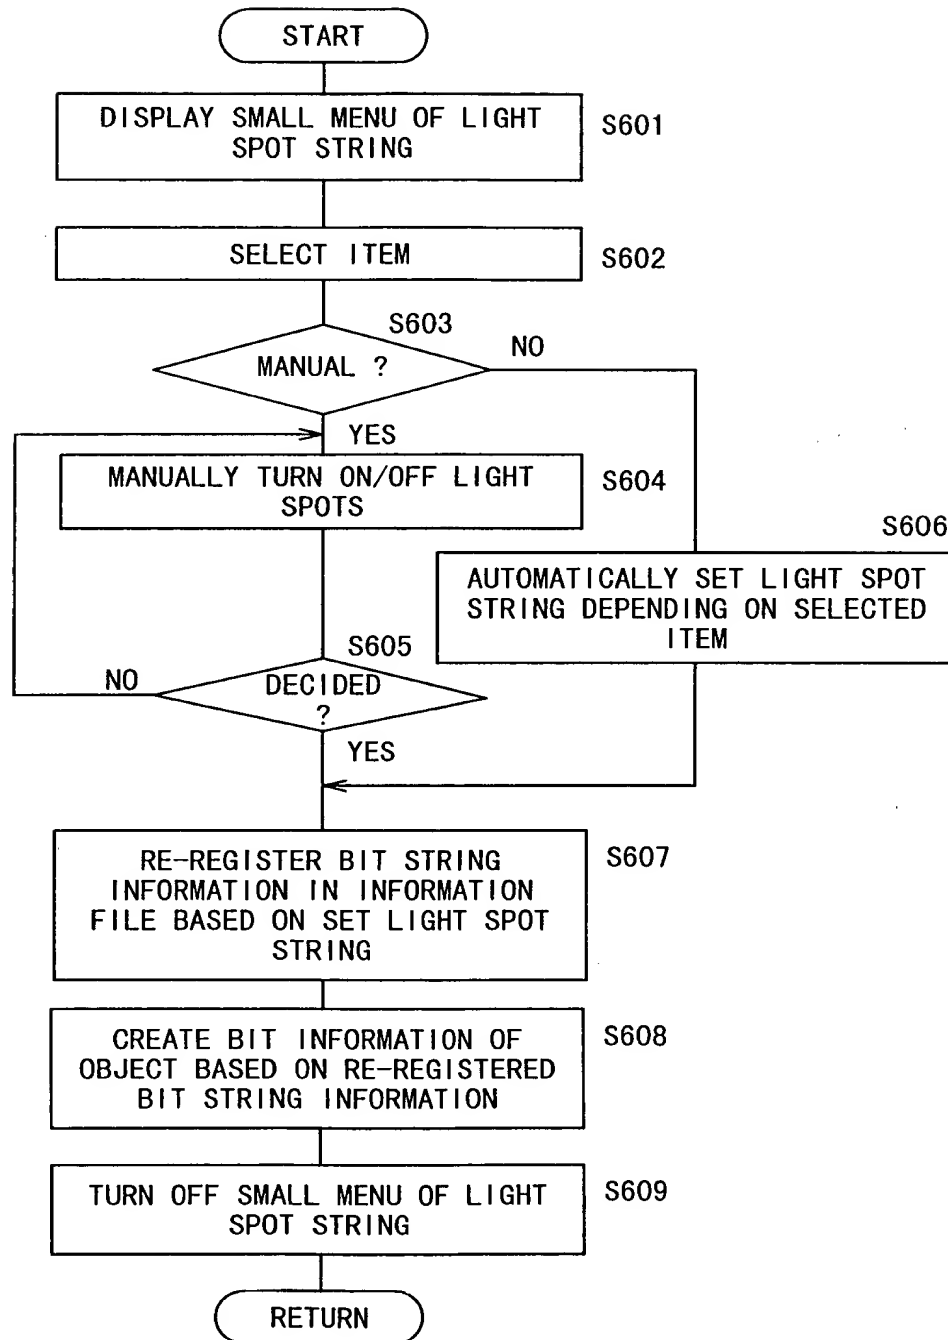 START
DISPLAY SMALL MENU OF LIGHT
SPOT STRING
S601
SELECT ITEM
S602
S603
MANUAL ?
NO
YES
MANUALLY TURN ON/OFF LIGHT
SPOTS
S604
S606
AUTOMATICALLY SET LIGHT SPOT
STRING DEPENDING ON SELECTED
ITEM
S605
NO
DECIDED
?
YES
RE-REGISTER BIT STRING
INFORMATION IN INFORMATION
FILE BASED ON SET LIGHT SPOT
STRING
S607
CREATE BIT INFORMATION OF
OBJECT BASED ON RE-REGISTERED
BIT STRING INFORMATION
S608
TURN OFF SMALL MENU OF LIGHT
SPOT STRING
S609
RETURN